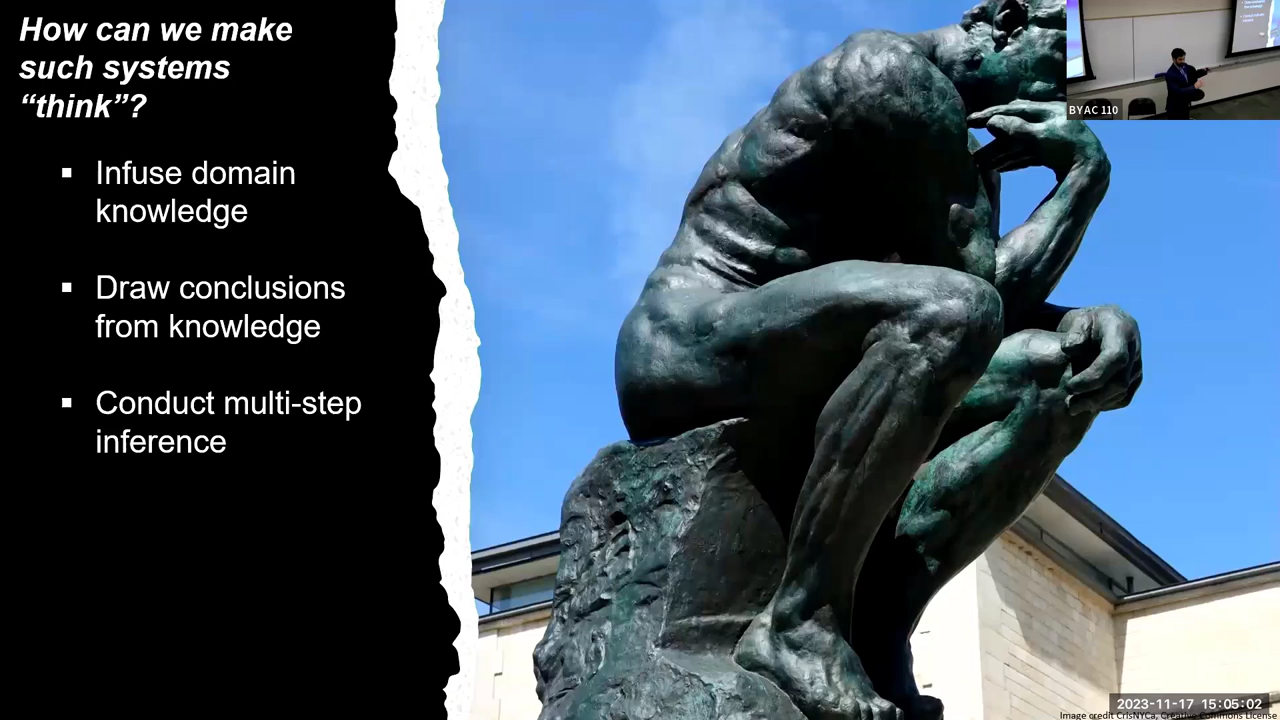 How can we make
such systems
“think”?
▪ Infuse domain
knowledge
▪ Draw conclusions
from knowledge
▪ Conduct multi-step
inference
BYAC 110
2023-11-17 15:05:02
Image credit CrisNYCa, Creative Commons License